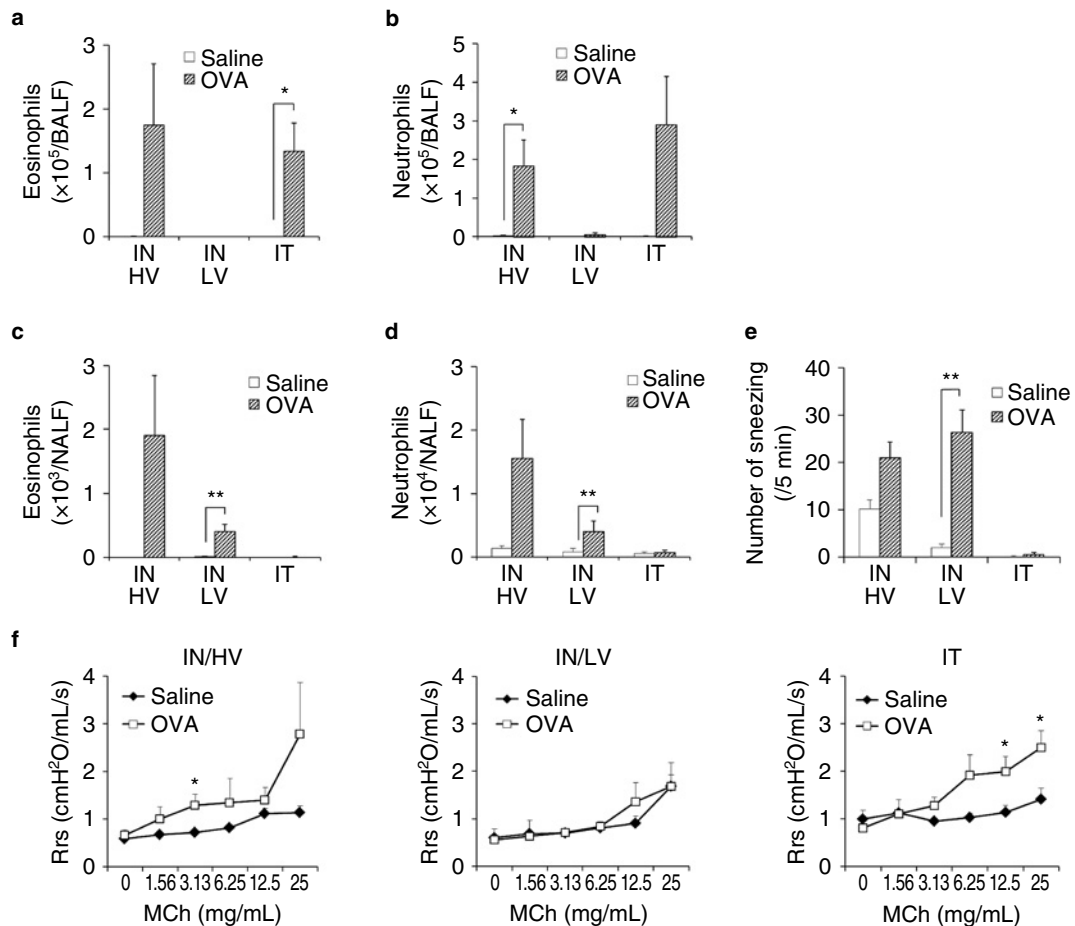 a
Eosinophils
(×10⁵/BALF)
3
2
1
0
Saline
OVA
*
IN
HV
IN
LV
IT
b
Neutrophils
(×10⁵/BALF)
5
4
3
2
1
0
Saline
OVA
*
IN
HV
IN
LV
IT
c
Eosinophils
(×10³/NALF)
3
2
1
0
Saline
OVA
**
IN
HV
IN
LV
IT
d
Neutrophils
(×10⁴/NALF)
3
2
1
0
Saline
OVA
**
IN
HV
IN
LV
IT
e
Number of sneezing
(/5 min)
40
30
20
10
0
Saline
OVA
**
IN
HV
IN
LV
IT
f
IN/HV
Rrs (cmH²O/mL/s)
4
3
2
1
0
Saline
OVA
*
0 1.56 3.13 6.25 12.5 25
MCh (mg/mL)
IN/LV
Rrs (cmH²O/mL/s)
4
3
2
1
0
Saline
OVA
0 1.56 3.13 6.25 12.5 25
MCh (mg/mL)
IT
Rrs (cmH²O/mL/s)
4
3
2
1
0
Saline
OVA
* *
0 1.56 3.13 6.25 12.5 25
MCh (mg/mL)